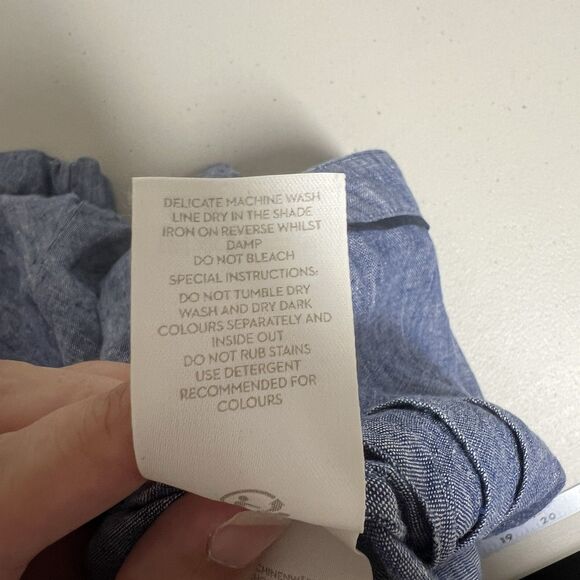 DELICATE MACHINE WASH
LINE DRY IN THE SHADE
IRON ON REVERSE WHILST
DAMP
DO NOT BLEACH
SPECIAL INSTRUCTIONS:
DO NOT TUMBLE DRY
WASH AND DRY DARK
COLOURS SEPARATELY AND
INSIDE OUT
DO NOT RUB STAINS
USE DETERGENT
RECOMMENDED FOR
COLOURS
19 20